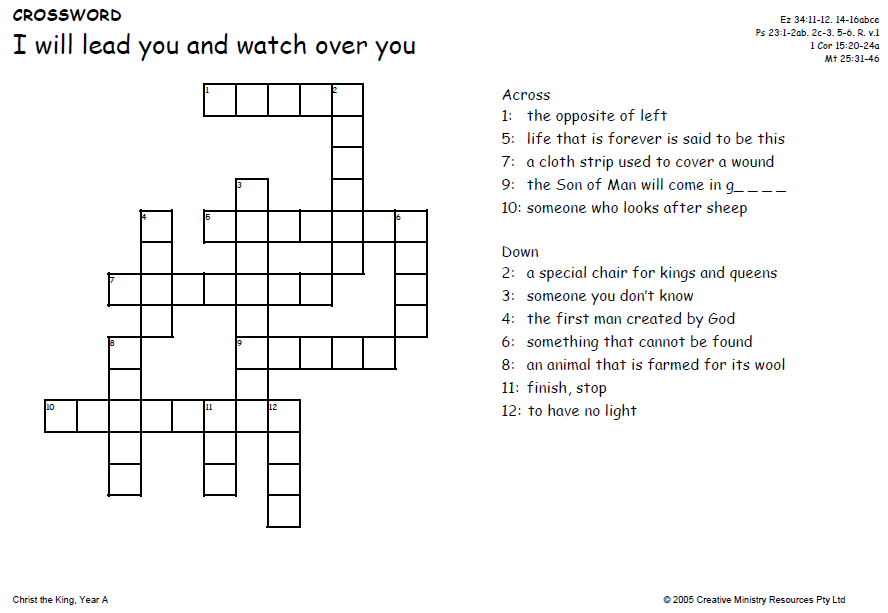 CROSSWORD
I will lead you and watch over you
Ez 34:11-12. 14-16abce
Ps 23:1-2ab. 2c-3. 5-6. R. v.1
1 Cor 15:20-24a
Mt 25:31-46
1
2
3
4
5
6
7
8
9
10
11
12
Across
1: the opposite of left
5: life that is forever is said to be this
7: a cloth strip used to cover a wound
9: the Son of Man will come in g_ _ _ _
10: someone who looks after sheep
Down
2: a special chair for kings and queens
3: someone you don't know
4: the first man created by God
6: something that cannot be found
8: an animal that is farmed for its wool
11: finish, stop
12: to have no light
Christ the King, Year A
© 2005 Creative Ministry Resources Pty Ltd